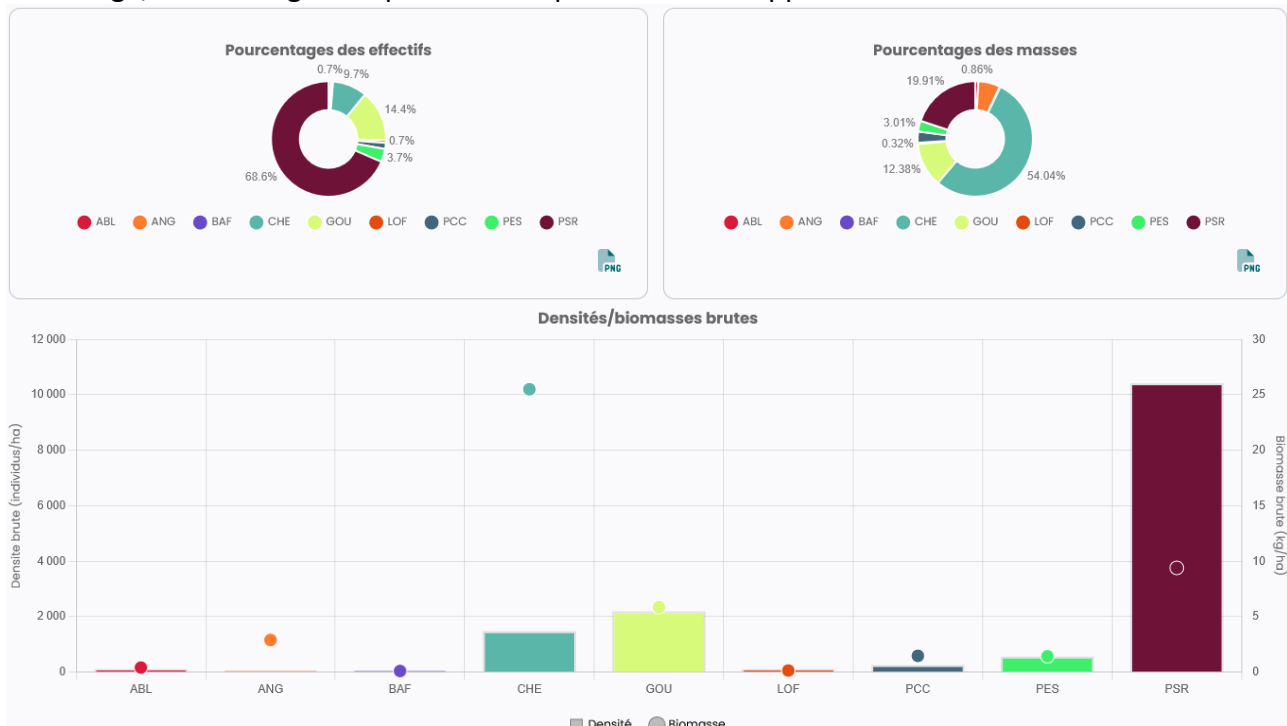 Pourcentages des effectifs
0.7%
9.7%
14.4%
0.7%
3.7%
68.6%
ABL ANG BAF CHE GOU LOF PCC PES PSR
PNG
Pourcentages des masses
0.86%
19.91%
3.01%
0.32%
12.38%
54.04%
ABL ANG BAF CHE GOU LOF PCC PES PSR
PNG
Densités/biomasses brutes
Densite brute (individus/ha)
12 000
10 000
8 000
6 000
4 000
2 000
0
30
25
20
15
10
5
0
Biomasse brute (kg/ha)
ABL ANG BAF CHE GOU LOF PCC PES PSR
Densité Biomasse